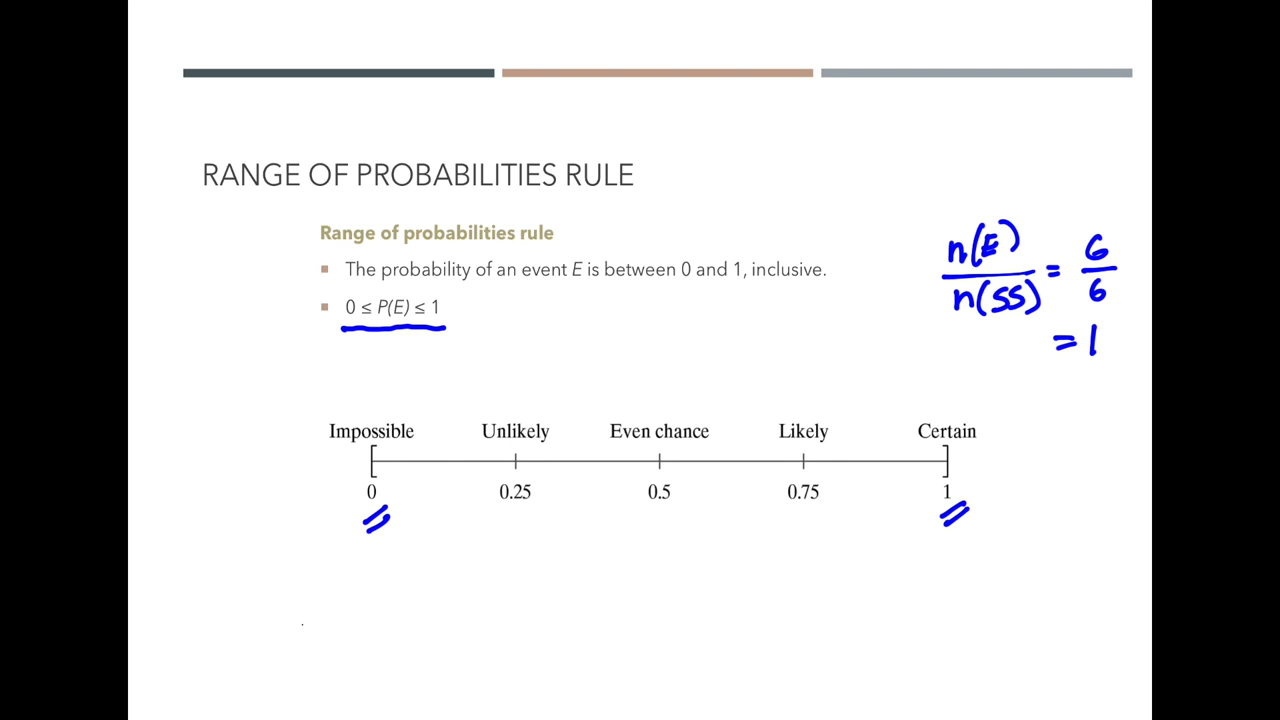 RANGE OF PROBABILITIES RULE
Range of probabilities rule
The probability of an event E is between 0 and 1, inclusive.
0 ≤ P(E) ≤ 1
n(E)
n(SS)
= 6
6
= 1
Impossible Unlikely Even chance Likely Certain
0 0.25 0.5 0.75 1